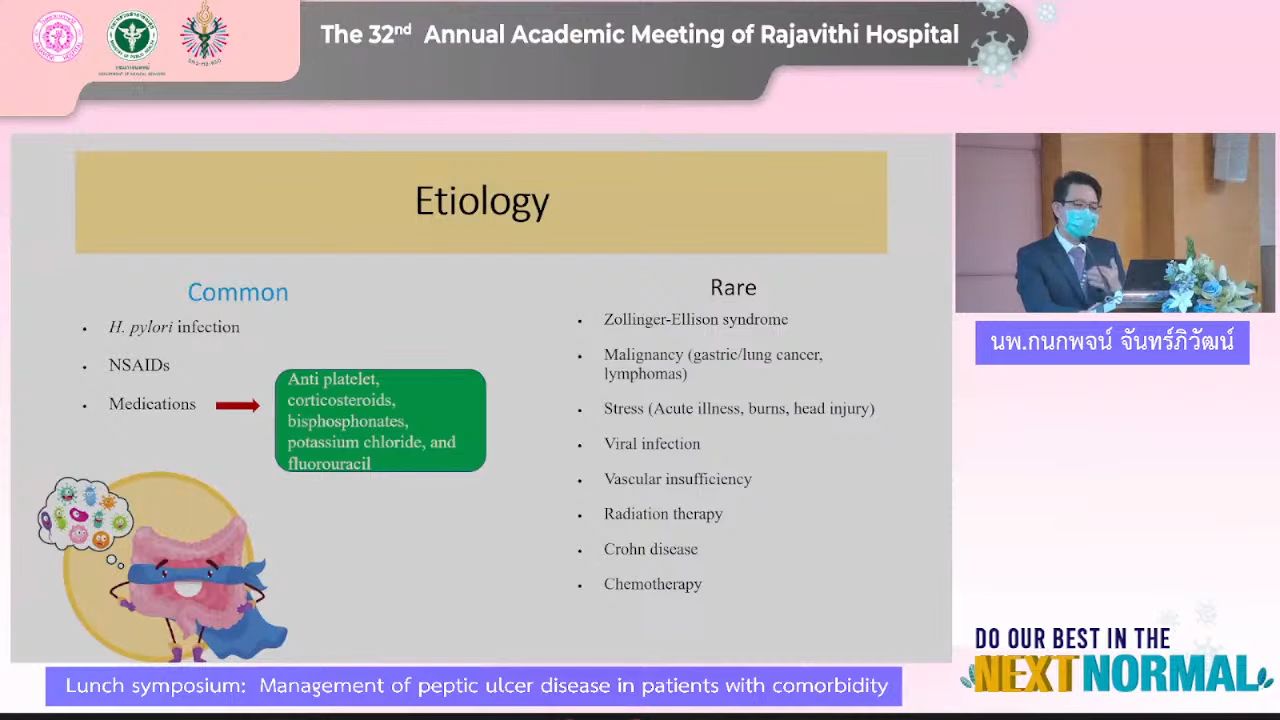 The 32nd Annual Academic Meeting of Rajavithi Hospital
Etiology
Common
H. pylori infection
NSAIDs
Medications
Anti platelet,
corticosteroids,
bisphosphonates,
potassium chloride, and
fluorouracil
Rare
Zollinger-Ellison syndrome
Malignancy (gastric/lung cancer,
lymphomas)
Stress (Acute illness, burns, head injury)
Viral infection
Vascular insufficiency
Radiation therapy
Crohn disease
Chemotherapy
นพ.กนกพจน์ จันทร์ภิวัฒน์
DO OUR BEST IN THE
NEXT NORMAL
Lunch symposium: Management of peptic ulcer disease in patients with comorbidity